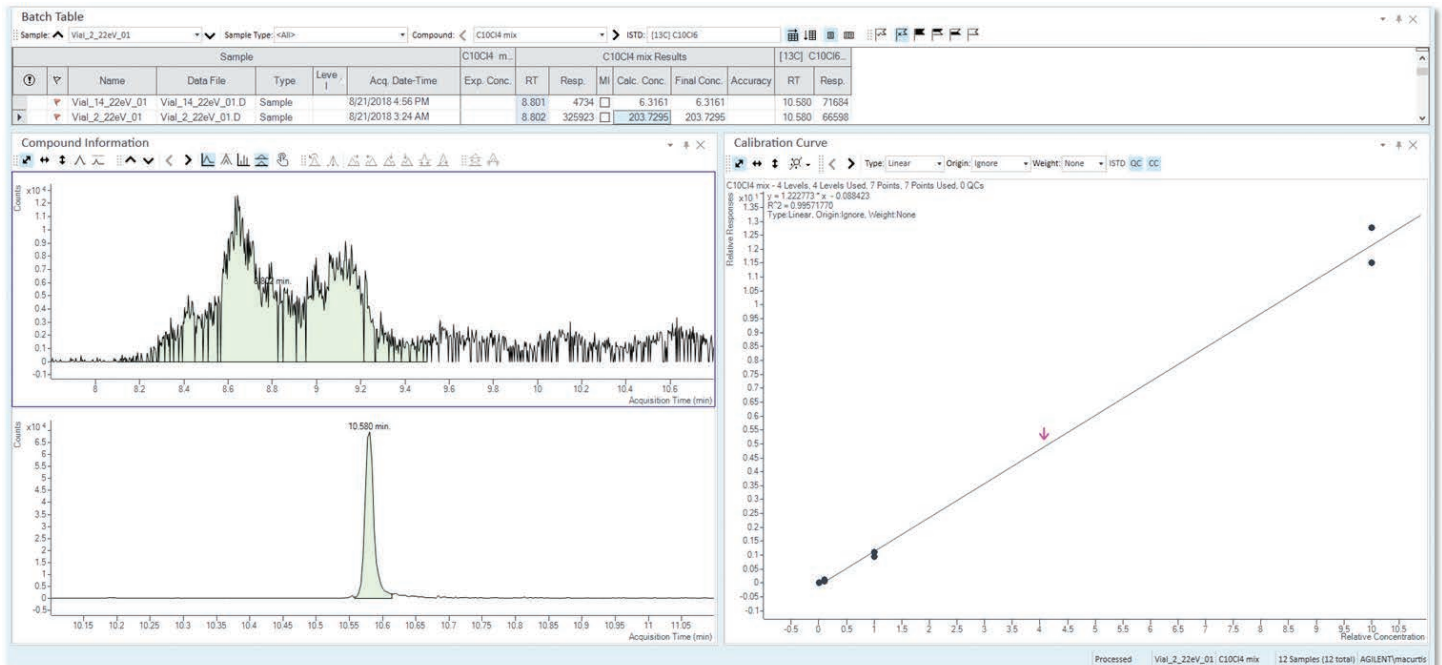 Batch Table
Sample: Vial_2_22eV_01 Sample Type: <All> Compound: C10Cl4 mix ISTD: [13C] C10Cl6
Sample C10Cl4 m... C10Cl4 mix Results [13C] C10Cl6...
Name Data File Type Leve l Acq. Date-Time Exp. Conc. RT Resp. MI Calc. Conc. Final Conc. Accuracy RT Resp.
Vial_14_22eV_01 Vial_14_22eV_01.D Sample 8/21/2018 4:56 PM 8.801 4734 6.3161 6.3161 10.580 71684
Vial_2_22eV_01 Vial_2_22eV_01.D Sample 8/21/2018 3:24 AM 8.802 325923 203.7295 203.7295 10.580 66598
Compound Information
Counts
x10 4
1.2
1.1
1
0.9
0.8
0.7
0.6
0.5
0.4
0.3
0.2
0.1
0
-0.1
8.802 min.
8 8.2 8.4 8.6 8.8 9 9.2 9.4 9.6 9.8 10 10.2 10.4 10.6
Acquisition Time (min)
Counts
x10 4
6.5
6
5.5
5
4.5
4
3.5
3
2.5
2
1.5
1
0.5
0
-0.5
10.580 min.
10.15 10.2 10.25 10.3 10.35 10.4 10.45 10.5 10.55 10.6 10.65 10.7 10.75 10.8 10.85 10.9 10.95 11 11.05
Acquisition Time (min)
Calibration Curve
Type: Linear Origin: Ignore Weight: None ISTD QC CC
C10Cl4 mix - 4 Levels, 4 Levels Used, 7 Points, 7 Points Used, 0 QCs
x10 1 y = 1.222773 * x - 0.088423
R^2 = 0.99571770
Type:Linear, Origin:Ignore, Weight:None
Relative Responses
1.35
1.3
1.25
1.2
1.15
1.1
1.05
1
0.95
0.9
0.85
0.8
0.75
0.7
0.65
0.6
0.55
0.5
0.45
0.4
0.35
0.3
0.25
0.2
0.15
0.1
0.05
0
-0.05
-0.1
-0.5 0 0.5 1 1.5 2 2.5 3 3.5 4 4.5 5 5.5 6 6.5 7 7.5 8 8.5 9 9.5 10 10.5
Relative Concentration
Processed Vial_2_22eV_01 C10Cl4 mix 12 Samples (12 total) AGILENT\macurtis